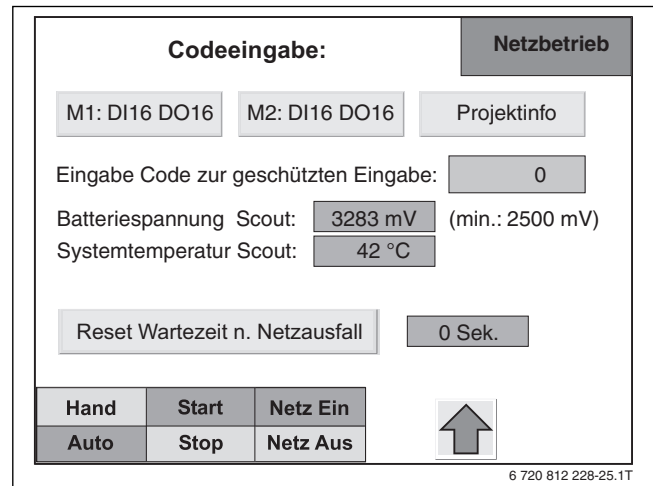 Codeeingabe:
Netzbetrieb
M1: DI16 DO16
M2: DI16 DO16
Projektinfo
Eingabe Code zur geschützten Eingabe: 0
Batteriespannung Scout: 3283 mV (min.: 2500 mV)
Systemtemperatur Scout: 42 °C
Reset Wartezeit n. Netzausfall 0 Sek.
Hand Start Netz Ein
Auto Stop Netz Aus
6 720 812 228-25.1T